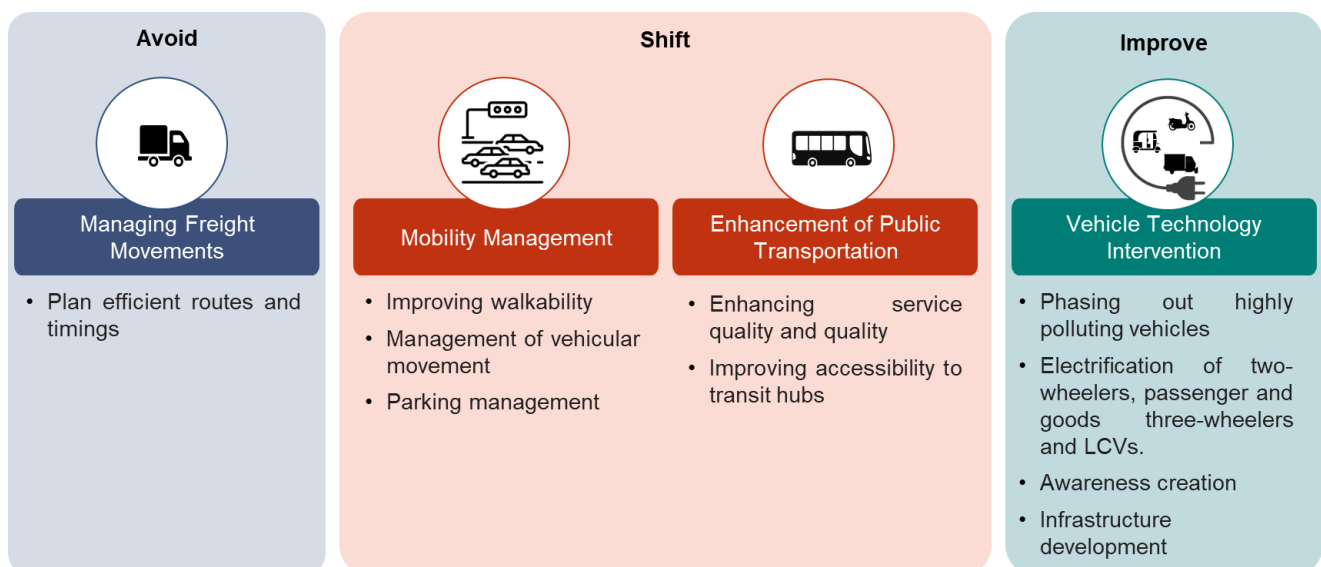 Avoid
Managing Freight
Movements
• Plan efficient routes and
timings
Shift
Mobility Management
• Improving walkability
• Management of vehicular
movement
• Parking management
Enhancement of Public
Transportation
• Enhancing service
quality and quality
• Improving accessibility to
transit hubs
Improve
Vehicle Technology
Intervention
• Phasing out highly
polluting vehicles
• Electrification of two-
wheelers, passenger and
goods three-wheelers
and LCVs.
• Awareness creation
• Infrastructure
development